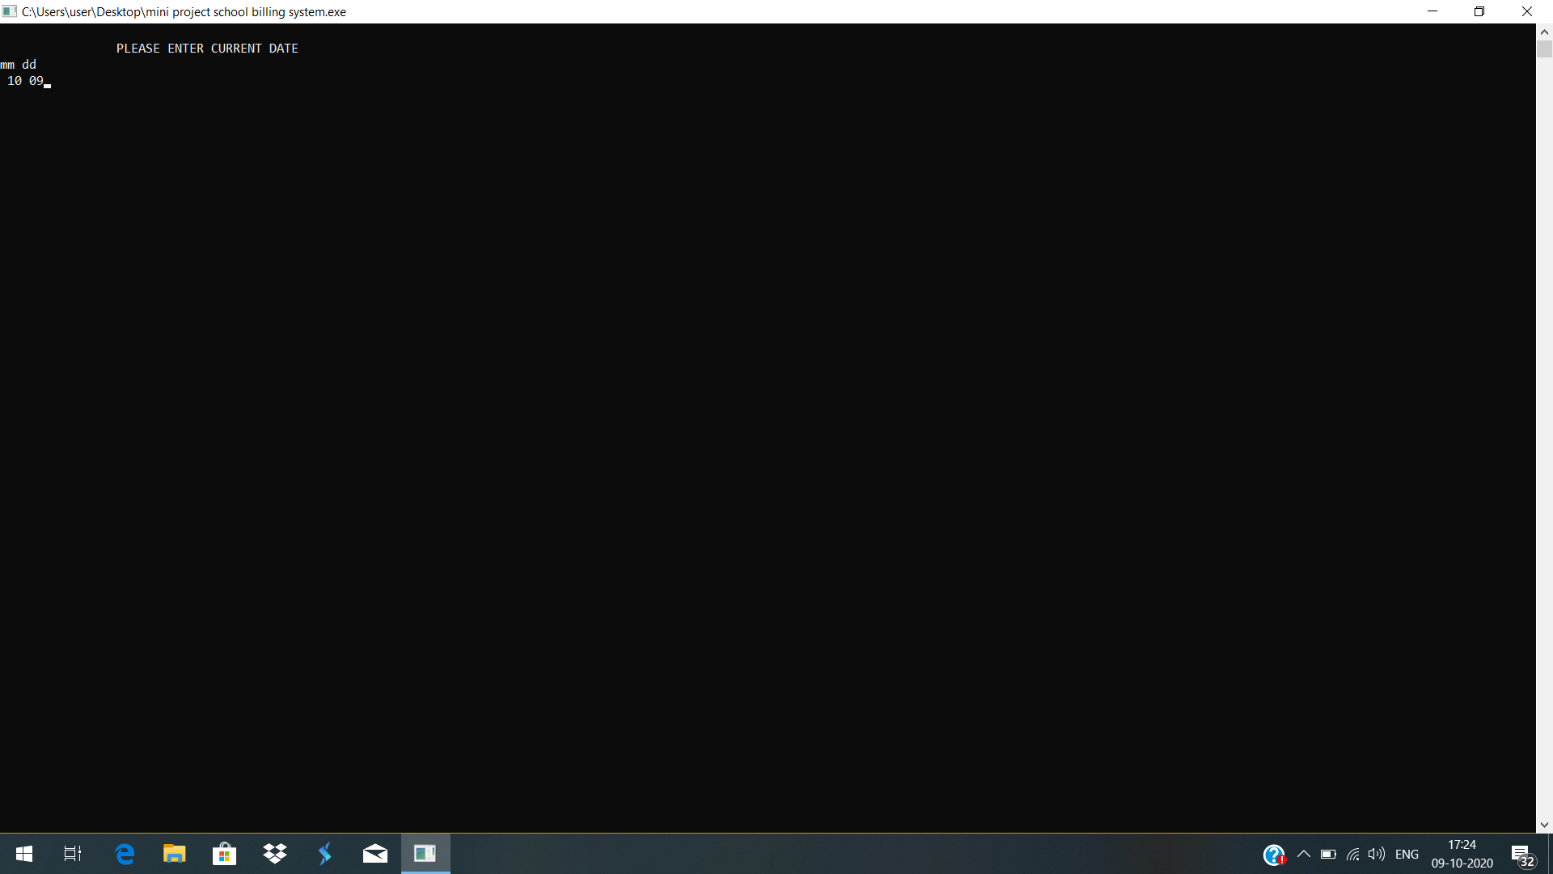 C:\Users\user\Desktop\mini project school billing system.exe
PLEASE ENTER CURRENT DATE
mm dd
10 09
ENG
17:24
09-10-2020
32